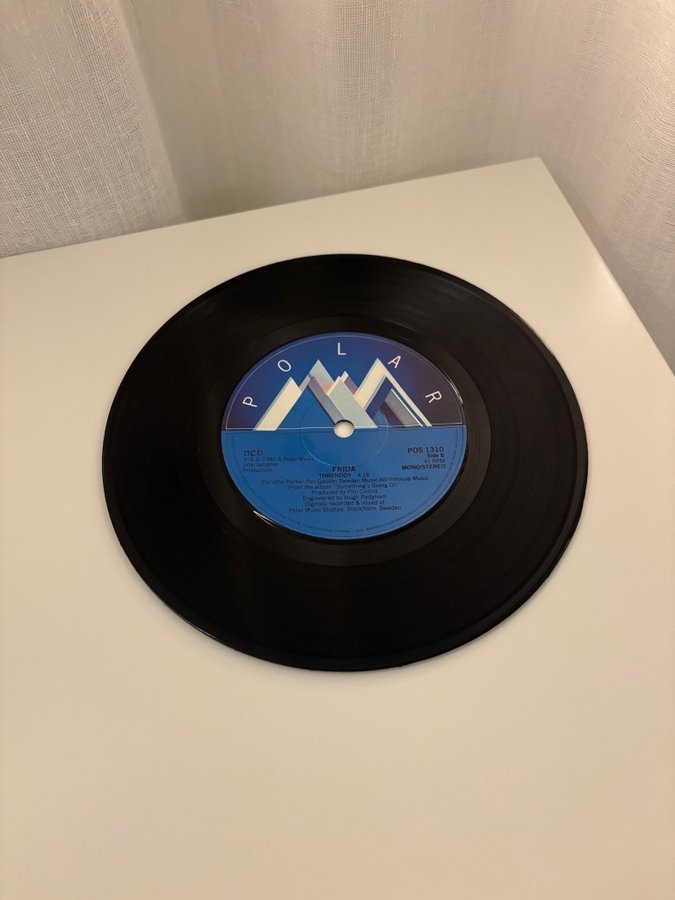 POLAR
ncb
℗ & © 1982 A Polar Music
International
Production
POS 1310
Side B
45 RPM
MONO/STEREO
FRIDA
THRENODY 4.16
(Dorothy Parker/Per Gessle) Sweden Music AB/Inhouse Music
From the album "Something's Going On"
Produced by Phil Collins
Engineered by Hugh Padgham
Digitally recorded & mixed at
Polar Music Studios, Stockholm, Sweden